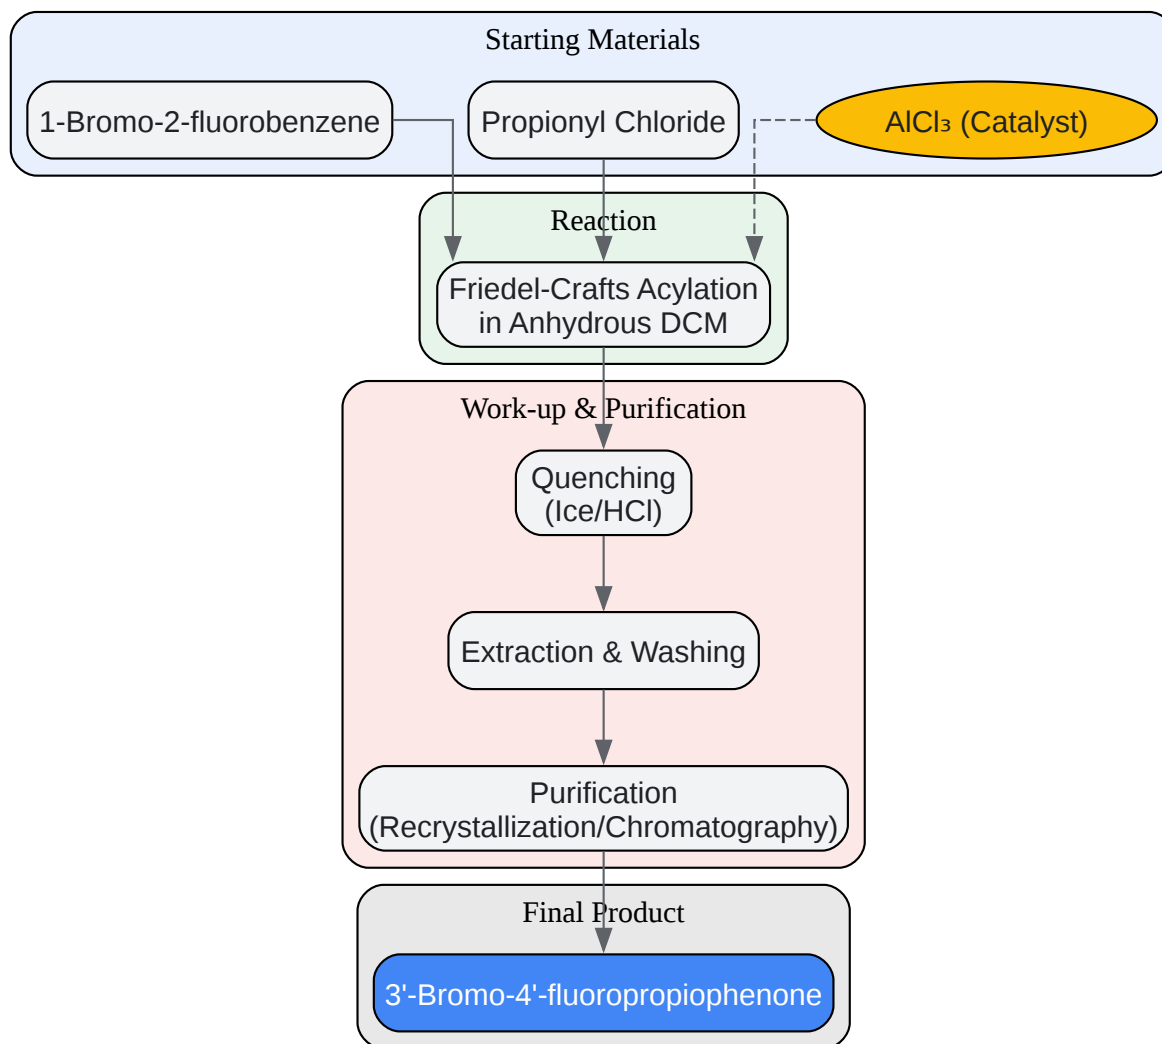 Starting Materials
1-Bromo-2-fluorobenzene
Propionyl Chloride
AlCl₃ (Catalyst)
Reaction
Friedel-Crafts Acylation
in Anhydrous DCM
Work-up & Purification
Quenching
(Ice/HCl)
Extraction & Washing
Purification
(Recrystallization/Chromatography)
Final Product
3'-Bromo-4'-fluoropropiophenone